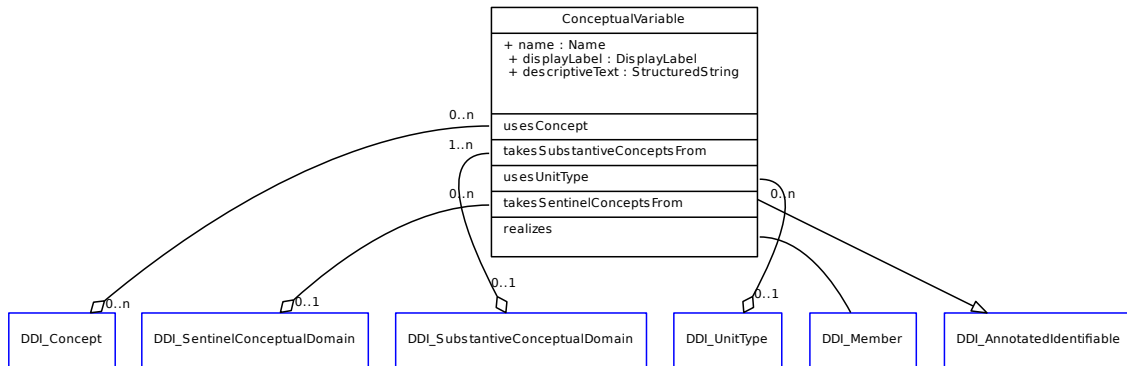 ConceptualVariable
+ name : Name
+ displayLabel : DisplayLabel
+ descriptiveText : StructuredString
0..n
usesConcept
1..n
takesSubstantiveConceptsFrom
usesUnitType
0..n
0..n
takesSentinelConceptsFrom
realizes
0..n
0..1
0..1
0..1
DDI_Concept
DDI_SentinelConceptualDomain
DDI_SubstantiveConceptualDomain
DDI_UnitType
DDI_Member
DDI_AnnotatedIdentifiable